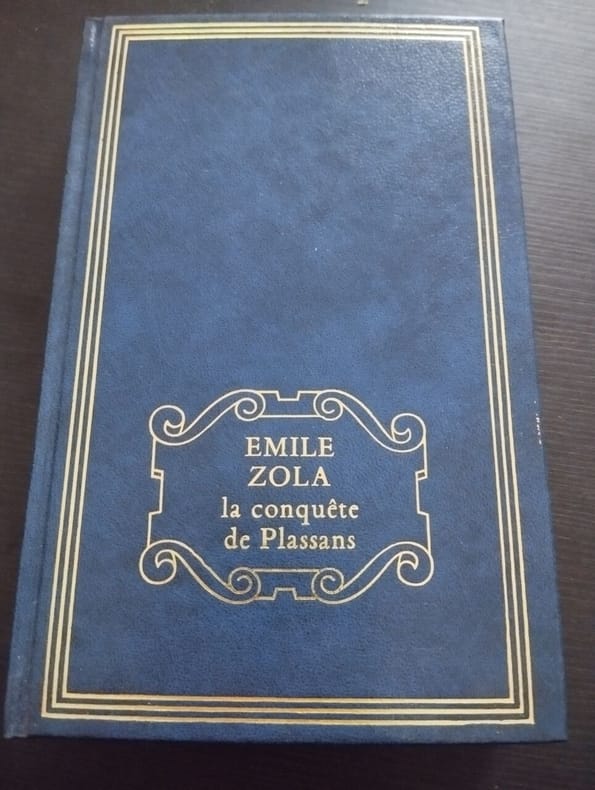 EMILE
ZOLA
la conquête
de Plassans